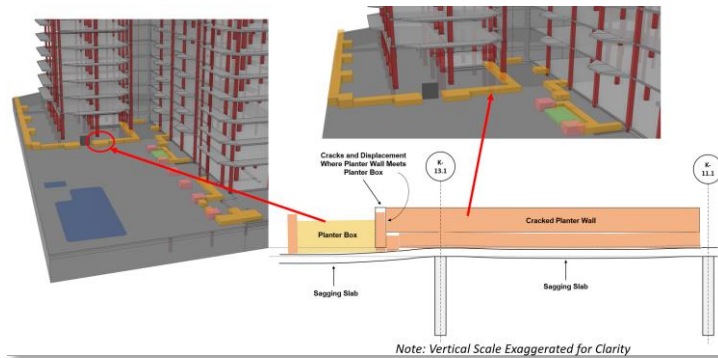 Cracks and Displacement
Where Planter Wall Meets
Planter Box
K-
13.1
K-
11.1
Planter Box
Cracked Planter Wall
Sagging Slab
Sagging Slab
Note: Vertical Scale Exaggerated for Clarity